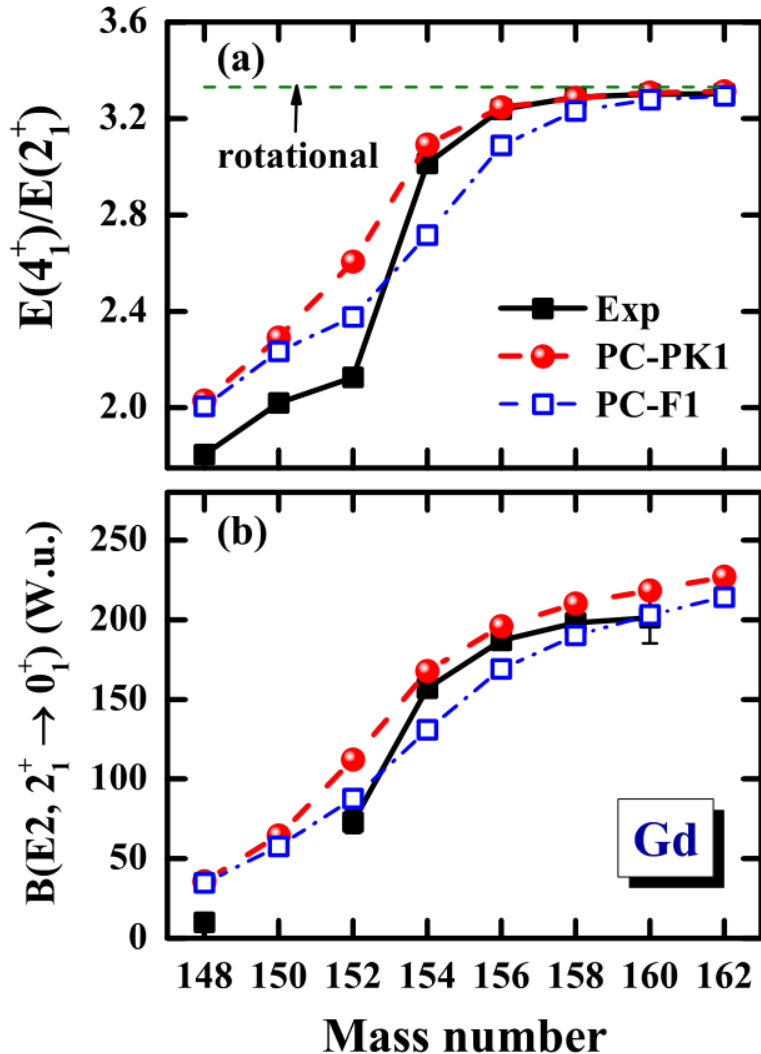 3.6
(a)
3.2
rotational
2.8
2.4
2.0
E(4₁⁺)/E(2₁⁺)
Exp
PC-PK1
PC-F1
(b)
250
200
150
100
50
0
B(E2, 2₁⁺ → 0₁⁺) (W.u.)
Gd
148 150 152 154 156 158 160 162
Mass number